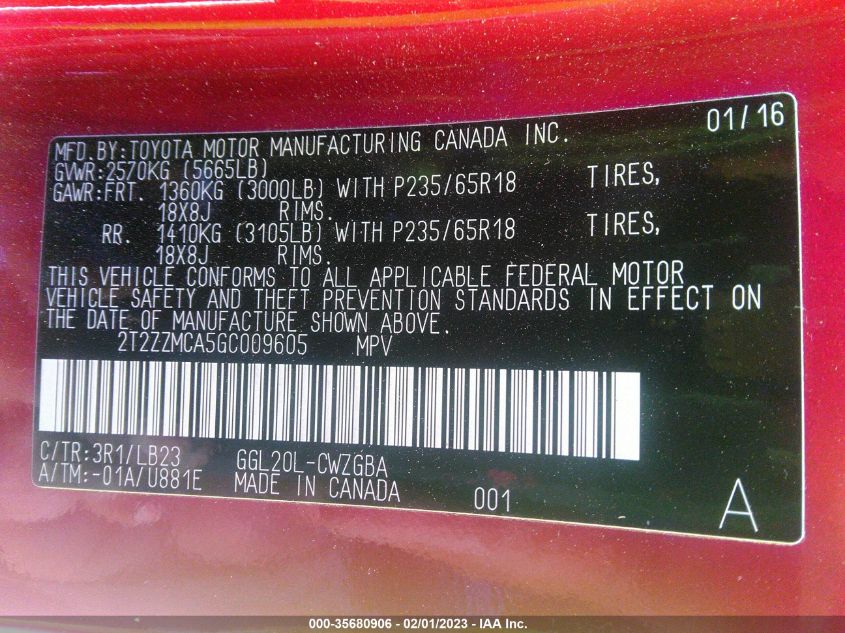 01/16
MFD. BY:TOYOTA MOTOR MANUFACTURING CANADA INC.
GVWR:2570KG (5665LB)
GAWR:FRT. 1360KG (3000LB) WITH P235/65R18 TIRES,
18X8J RIMS.
RR. 1410KG (3105LB) WITH P235/65R18 TIRES,
18X8J RIMS.
THIS VEHICLE CONFORMS TO ALL APPLICABLE FEDERAL MOTOR
VEHICLE SAFETY AND THEFT PREVENTION STANDARDS IN EFFECT ON
THE DATE OF MANUFACTURE SHOWN ABOVE.
2T2ZZMCA5GC009605 MPV
C/TR:3R1/LB23 GGL20L-CWZGBA
A/TM:-01A/U881E MADE IN CANADA 001 A
000-35680906 - 02/01/2023 - IAA Inc.